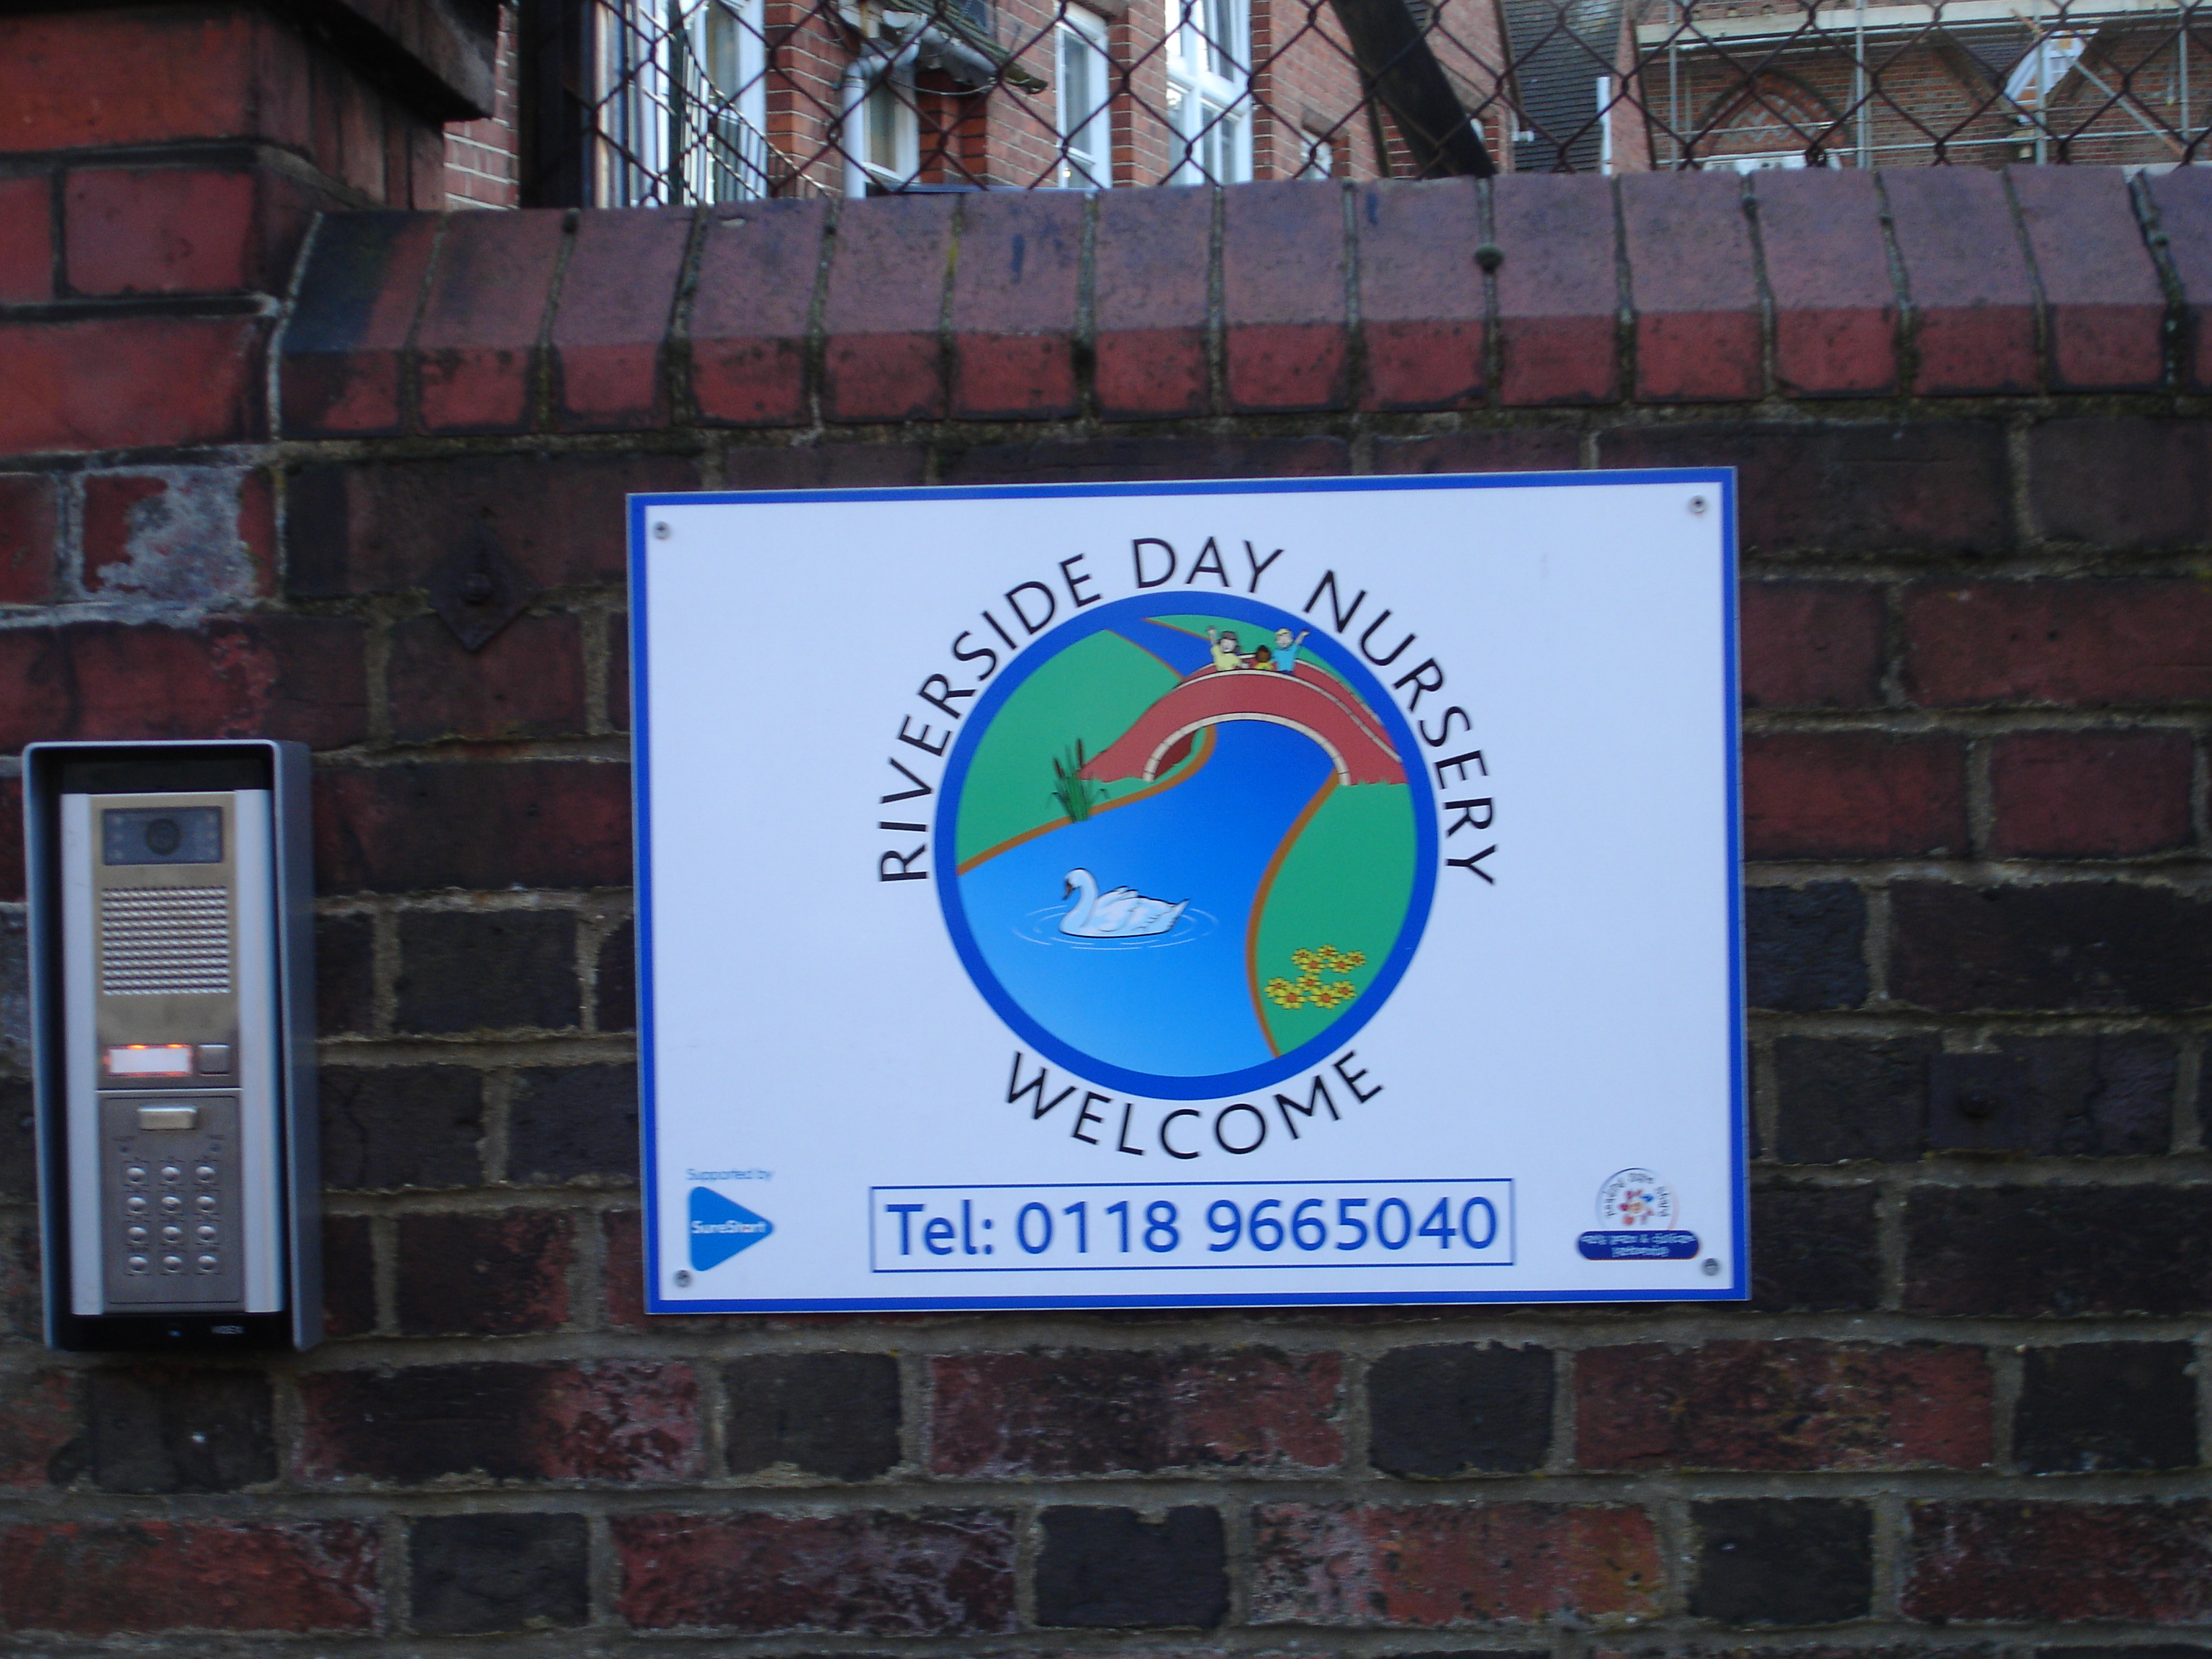 RIVERSIDE DAY NURSERY
WELCOME
Supported by
SureStart
Tel: 0118 9665040